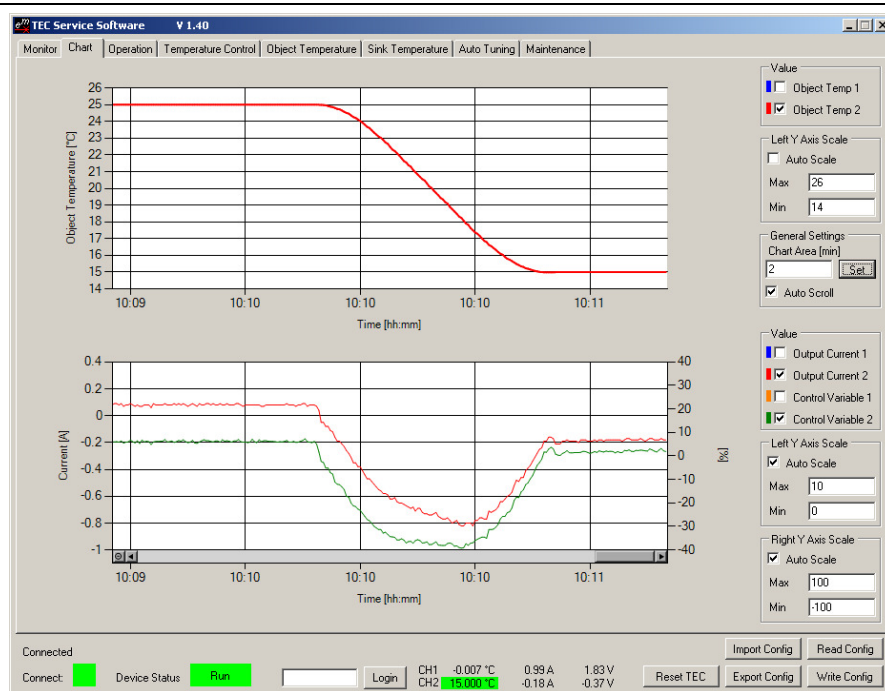 TEC Service Software V 1.40
Monitor Chart Operation Temperature Control Object Temperature Sink Temperature Auto Tuning Maintenance
26
25
24
23
22
21
20
19
18
17
16
15
14
Object Temperature [°C]
10:09 10:10 10:10 10:10 10:11
Time [hh:mm]
Value
Object Temp 1
Object Temp 2
Left Y Axis Scale
Auto Scale
Max 26
Min 14
General Settings
Chart Area [min]
2 Set
Auto Scroll
0.4
0.2
0
-0.2
-0.4
-0.6
-0.8
-1
Current [A]
40
30
20
10
0
-10
-20
-30
-40
[%]
10:09 10:10 10:10 10:10 10:11
Time [hh:mm]
Value
Output Current 1
Output Current 2
Control Variable 1
Control Variable 2
Left Y Axis Scale
Auto Scale
Max 10
Min 0
Right Y Axis Scale
Auto Scale
Max 100
Min -100
Connected
Connect: Device Status Run Login
CH1 -0.007 °C 0.99 A 1.83 V
CH2 15.000 °C -0.18 A -0.37 V
Reset TEC
Import Config Read Config
Export Config Write Config